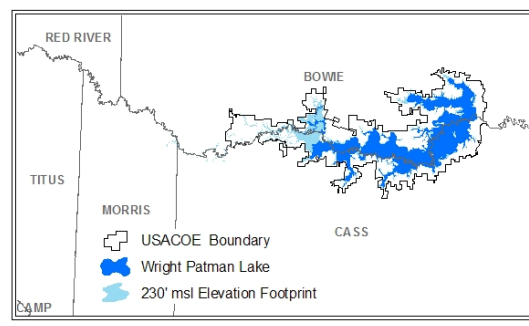 RED RIVER
BOWIE
TITUS
MORRIS
CASS
USACOE Boundary
Wright Patman Lake
230' msl Elevation Footprint
CAMP